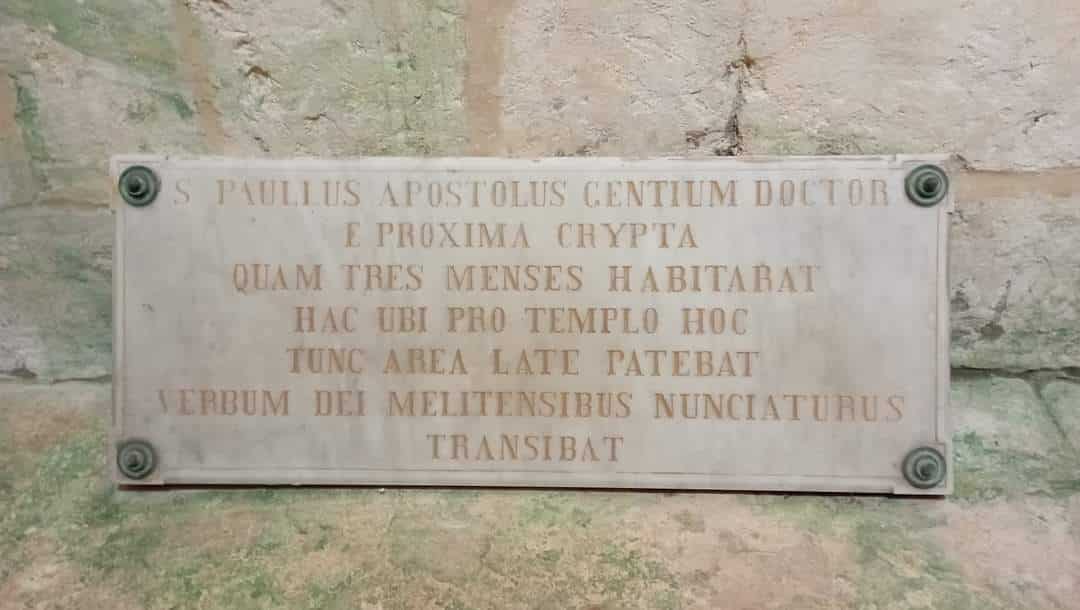 S PAULLUS APOSTOLUS GENTIUM DOCTOR
E PROXIMA CRYPTA
QUAM TRES MENSES HABITARAT
HAC UBI PRO TEMPLO HOC
TUNC AREA LATE PATEBAT
VERBUM DEI MELITENSIBUS NUNCIATURUS
TRANSIBAT